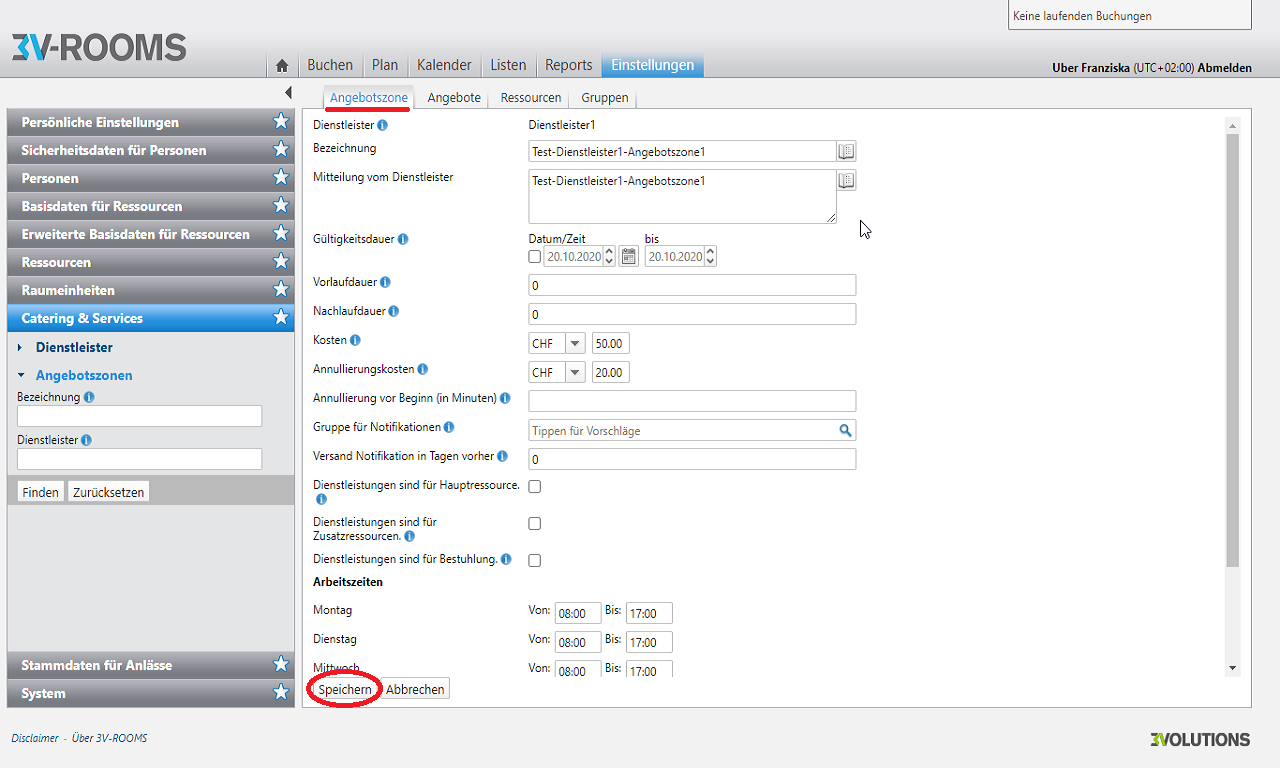 Keine laufenden Buchungen
3V-ROOMS
Buchen Plan Kalender Listen Reports Einstellungen
Uber Franziska (UTC+02:00) Abmelden
Angebotszone Angebote Ressourcen Gruppen
Persönliche Einstellungen
Sicherheitsdaten für Personen
Personen
Basisdaten für Ressourcen
Erweiterte Basisdaten für Ressourcen
Ressourcen
Raumeinheiten
Catering & Services
Dienstleister
Angebotszonen
Bezeichnung
Dienstleister
Finden Zurücksetzen
Stammdaten für Anlässe
System
Dienstleister Dienstleister1
Bezeichnung Test-Dienstleister1-Angebotszone1
Mitteilung vom Dienstleister Test-Dienstleister1-Angebotszone1
Gültigkeitsdauer Datum/Zeit bis
20.10.2020 20.10.2020
Vorlaufdauer 0
Nachlaufdauer 0
Kosten CHF 50.00
Annullierungskosten CHF 20.00
Annullierung vor Beginn (in Minuten)
Gruppe für Notifikationen Tippen für Vorschläge
Versand Notifikation in Tagen vorher 0
Dienstleistungen sind für Hauptressource.
Dienstleistungen sind für
Zusatzressourcen.
Dienstleistungen sind für Bestuhlung.
Arbeitszeiten
Montag Von: 08:00 Bis: 17:00
Dienstag Von: 08:00 Bis: 17:00
Mittwoch Von: 08:00 Bis: 17:00
Speichern Abbrechen
Disclaimer - Über 3V-ROOMS
3VOLUTIONS